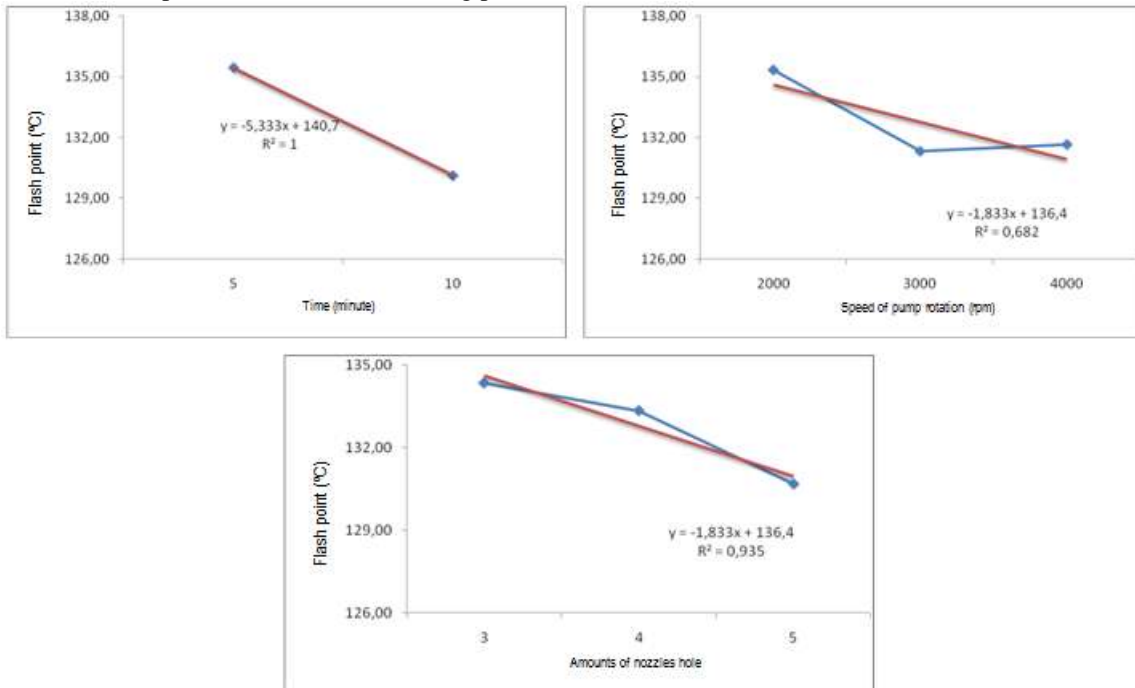 138,00
135,00
132,00
129,00
126,00
Flash point (ºC)
y = -5,333x + 140,7
R² = 1
5
10
Time (minute)
138,00
135,00
132,00
129,00
126,00
Flash point (ºC)
y = -1,833x + 136,4
R² = 0,682
2000
3000
4000
Speed of pump rotation (rpm)
135,00
132,00
129,00
126,00
Flash point (ºC)
y = -1,833x + 136,4
R² = 0,935
3
4
5
Amounts of nozzles hole